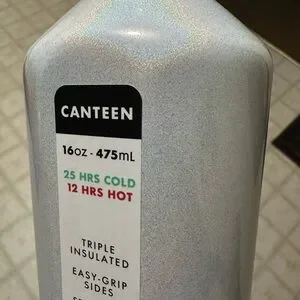 CANTEEN
16oz - 475mL
25 HRS COLD
12 HRS HOT
TRIPLE
INSULATED
EASY-GRIP
SIDES